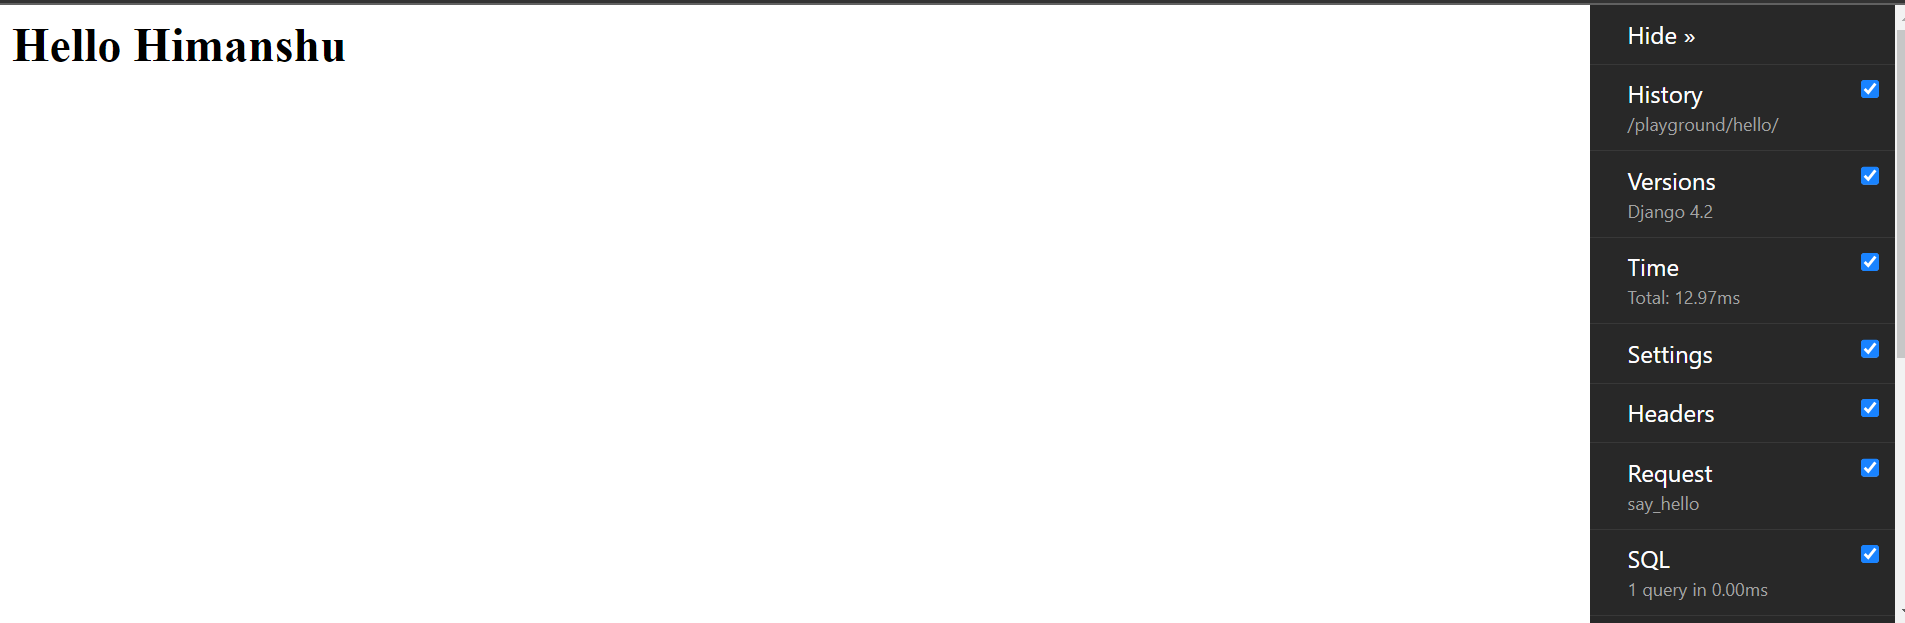 Hello Himanshu
Hide »
History
/playground/hello/
Versions
Django 4.2
Time
Total: 12.97ms
Settings
Headers
Request
say_hello
SQL
1 query in 0.00ms